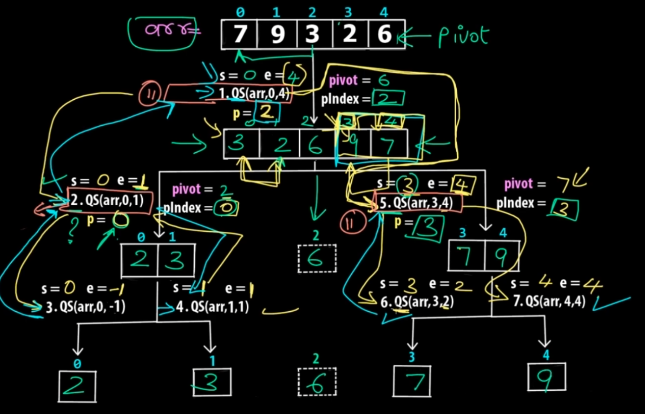 0 1 2 3 4
arr= 7 9 3 2 6 ← pivot
s = 0 e = 4
1. QS(arr,0,4)
p = 2
pivot = 6
pIndex = 2
2 3 4
3 2 6 9 7
s = 0 e = 1
2. QS(arr,0,1)
p = 0
?
pivot = 2
pIndex = 0
s = 3 e = 4
5. QS(arr,3,4)
p = 3
pivot = 7
pIndex = 3
0 1
2 3
2
6
3 4
7 9
s = 0 e = -1
3. QS(arr,0, -1)
s = 1 e = 1
4. QS(arr,1,1)
s = 3 e = 2
6. QS(arr,3,2)
s = 4 e = 4
7. QS(arr,4,4)
0 1 2 3 4
2 3 6 7 9